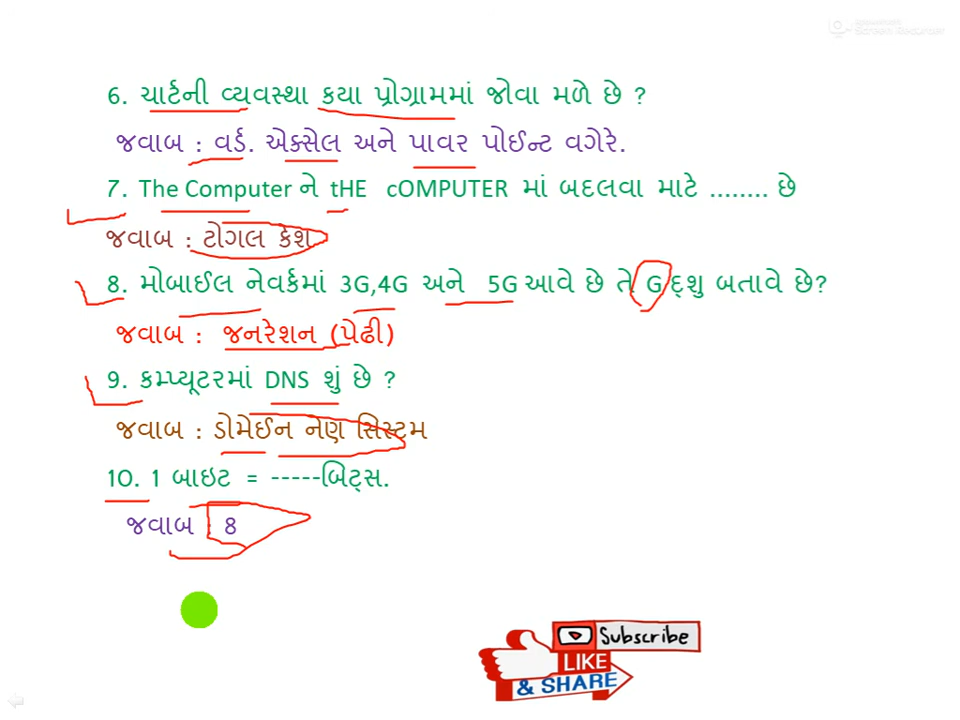 6. ચાર્ટની વ્યવસ્થા કયા પ્રોગ્રામમાં જોવા મળે છે ?
જવાબ : વર્ડ. એક્સેલ અને પાવર પોઈન્ટ વગેરે.
7. The Computer ને tHE cOMPUTER માં બદલવા માટે ........ છે
જવાબ : ટોગલ કેશ
8. મોબાઈલ નેવર્કમાં 3G,4G અને 5G આવે છે તે G દ્શુ બતાવે છે?
જવાબ : જનરેશન (પેઢી)
9. કમ્પ્યૂટરમાં DNS શું છે ?
જવાબ : ડોમેઈન નેણ સિસ્ટમ
10. 1 બાઇટ = -----બિટ્સ.
જવાબ : 8
Subscribe
LIKE
& SHARE
Screen Recorder